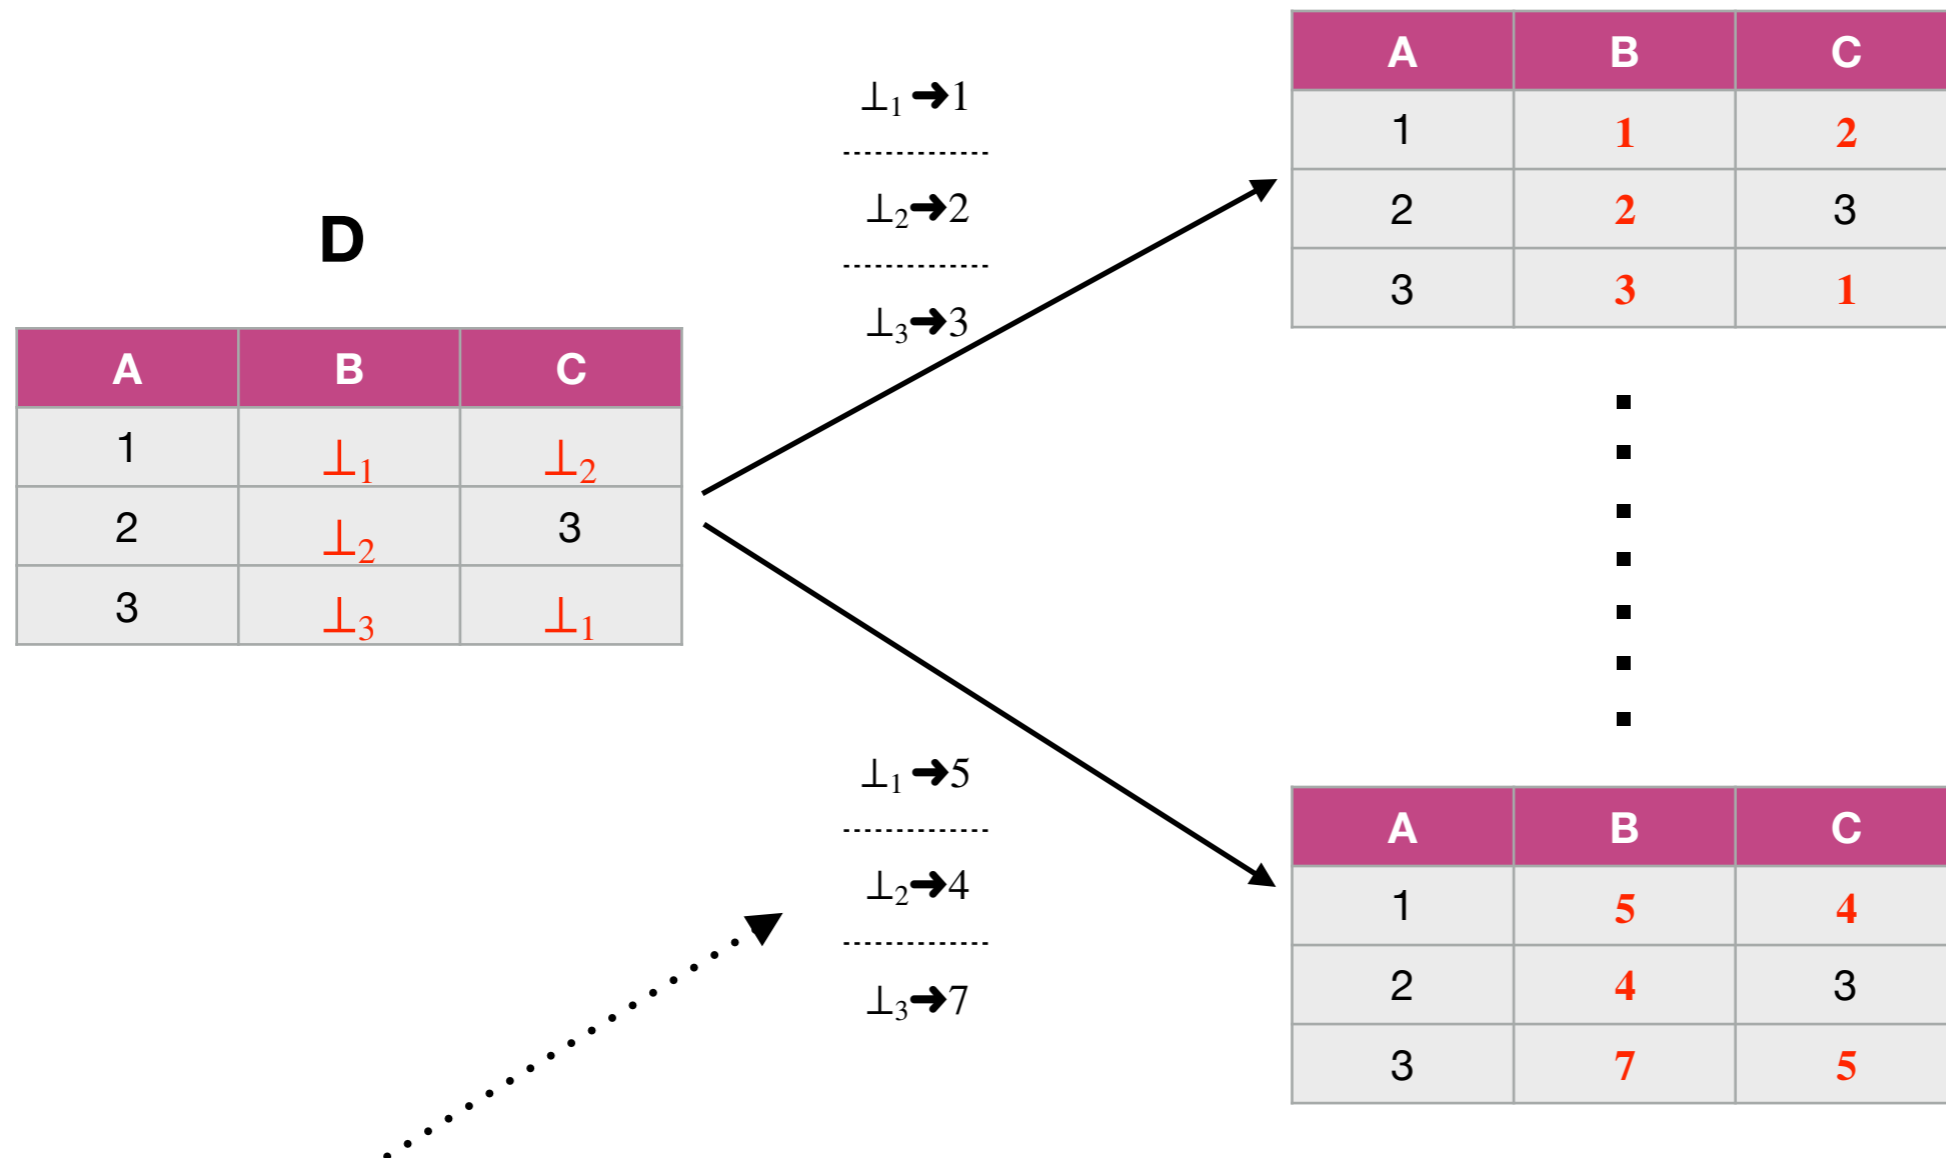 D
A B C
1 ⊥₁ ⊥₂
2 ⊥₂ 3
3 ⊥₃ ⊥₁
⊥₁➔1
⊥₂➔2
⊥₃➔3
A B C
1 1 2
2 2 3
3 3 1
⊥₁➔5
⊥₂➔4
⊥₃➔7
A B C
1 5 4
2 4 3
3 7 5